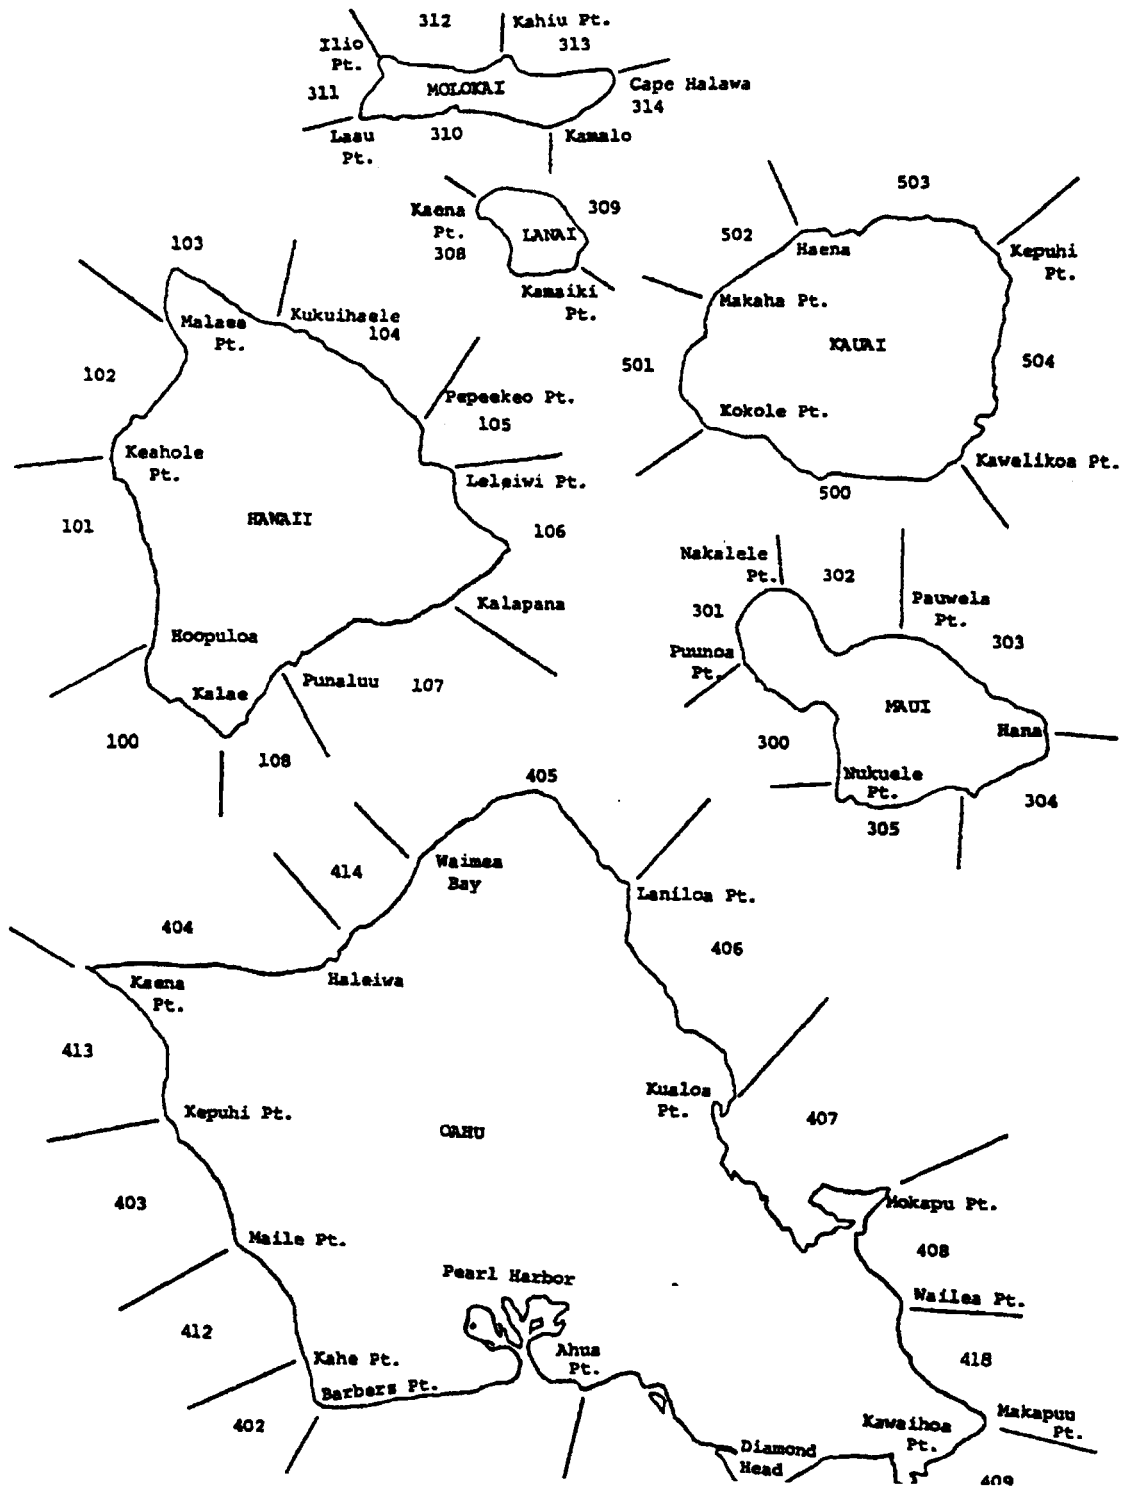 312
Kahiu Pt.
313
Ilio
Pt.
MOLOKAI
Cape Halawa
311
314
310
Laau
Pt.
Kamalo
Kaena
Pt.
309
LANAI
308
Kamaiki
Pt.
503
502
Haena
Kepuhi
Pt.
Makaha Pt.
KAUAI
501
504
Kokole Pt.
Kawelikoa Pt.
500
103
Malaea
Pt.
Kukuihaele
104
102
Pepeekeo Pt.
105
Keahole
Pt.
Leleiwi Pt.
HAWAII
101
106
Kalapana
Hoopuloa
Kalae
Punaluu
107
100
108
Nakalele
Pt.
302
301
Pauwela
Pt.
303
Puunoa
Pt.
MAUI
Hana
300
Nukuele
Pt.
304
305
405
414
Waimea
Bay
Laniloa Pt.
404
406
Kaena
Pt.
Haleiwa
413
Kualoa
Pt.
Kepuhi Pt.
OAHU
407
403
Mokapu Pt.
Maile Pt.
408
Pearl Harbor
Wailea Pt.
412
Kahe Pt.
Ahua
Pt.
418
Barbers Pt.
402
Kawaihoa
Pt.
Makapuu
Pt.
Diamond
Head
409